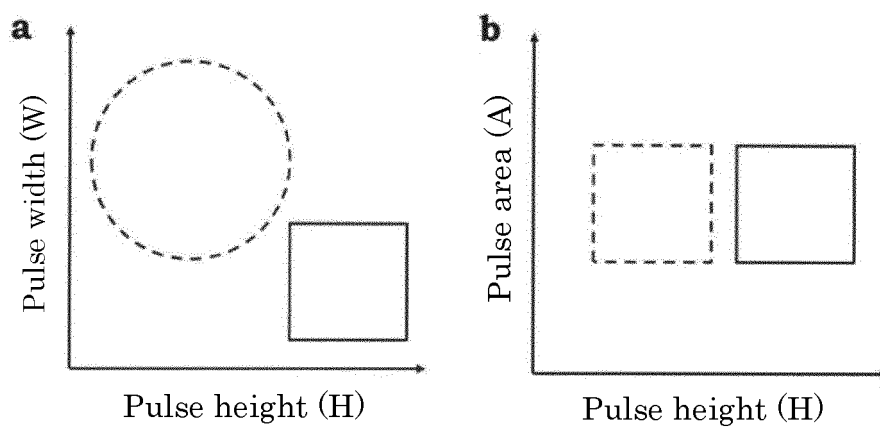 a
Pulse width (W)
Pulse height (H)
b
Pulse area (A)
Pulse height (H)